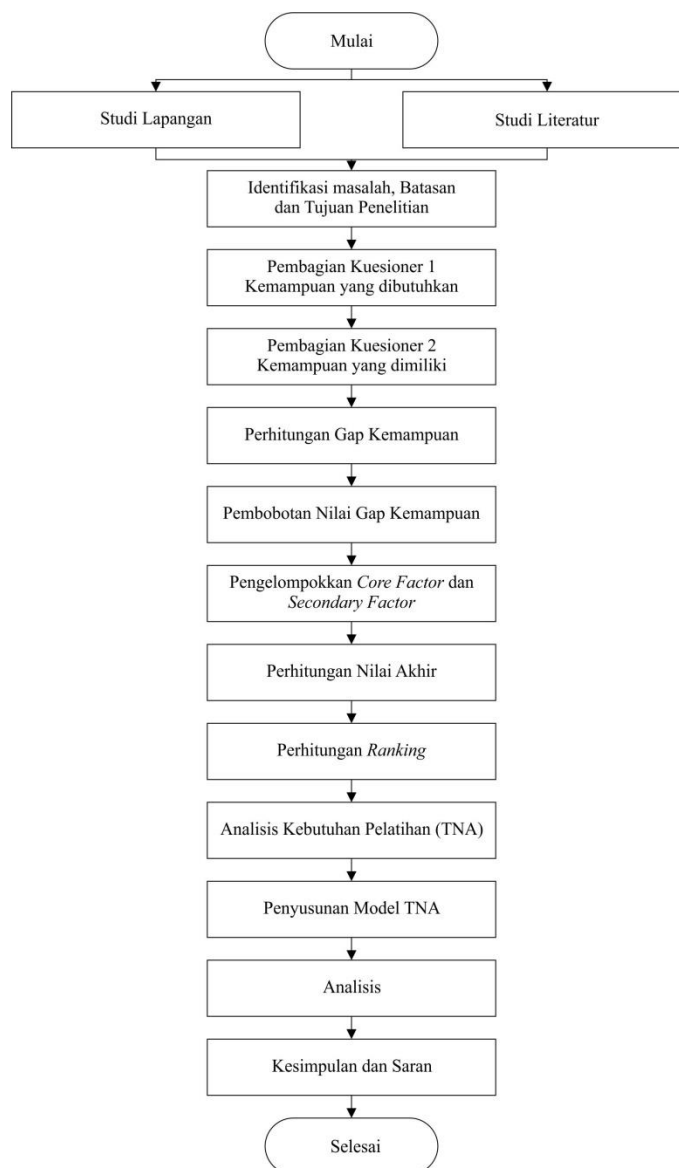 Mulai
Studi Lapangan
Studi Literatur
Identifikasi masalah, Batasan
dan Tujuan Penelitian
Pembagian Kuesioner 1
Kemampuan yang dibutuhkan
Pembagian Kuesioner 2
Kemampuan yang dimiliki
Perhitungan Gap Kemampuan
Pembobotan Nilai Gap Kemampuan
Pengelompokkan Core Factor dan
Secondary Factor
Perhitungan Nilai Akhir
Perhitungan Ranking
Analisis Kebutuhan Pelatihan (TNA)
Penyusunan Model TNA
Analisis
Kesimpulan dan Saran
Selesai